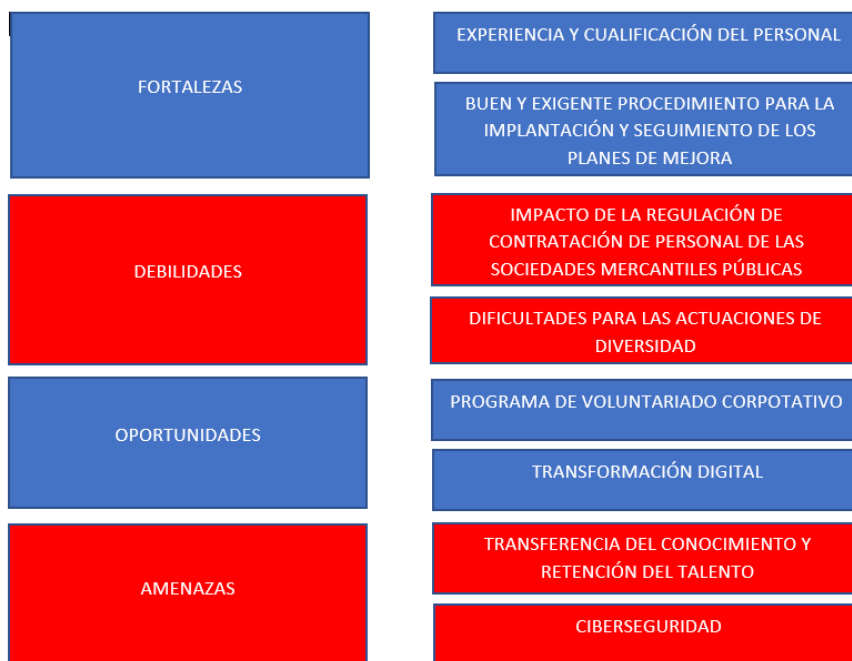 FORTALEZAS
EXPERIENCIA Y CUALIFICACIÓN DEL PERSONAL
BUEN Y EXIGENTE PROCEDIMIENTO PARA LA
IMPLANTACIÓN Y SEGUIMIENTO DE LOS
PLANES DE MEJORA
DEBILIDADES
IMPACTO DE LA REGULACIÓN DE
CONTRATACIÓN DE PERSONAL DE LAS
SOCIEDADES MERCANTILES PÚBLICAS
DIFICULTADES PARA LAS ACTUACIONES DE
DIVERSIDAD
OPORTUNIDADES
PROGRAMA DE VOLUNTARIADO CORPOTATIVO
TRANSFORMACIÓN DIGITAL
AMENAZAS
TRANSFERENCIA DEL CONOCIMIENTO Y
RETENCIÓN DEL TALENTO
CIBERSEGURIDAD